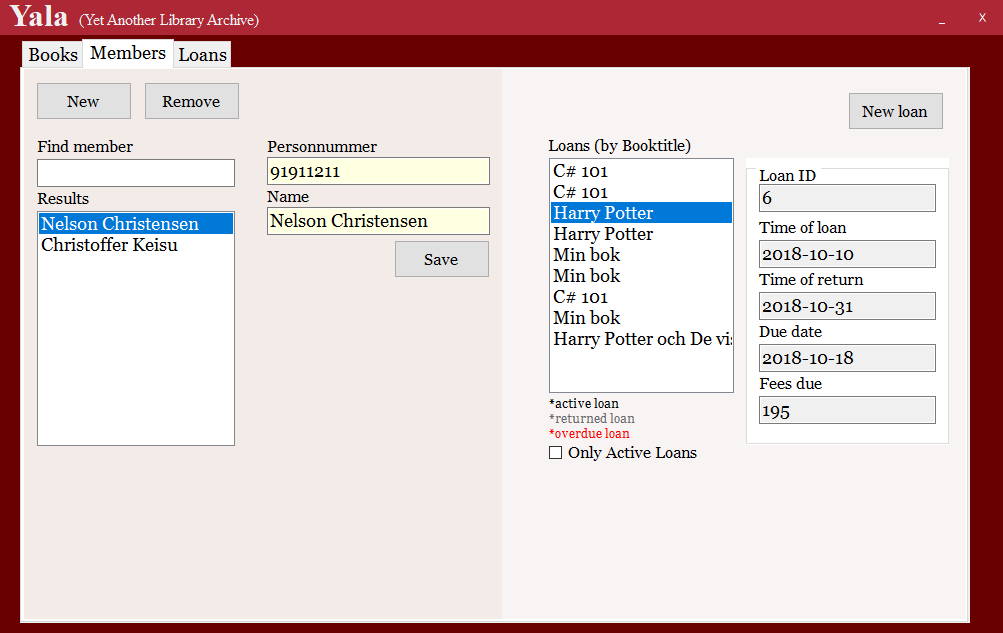 Yala (Yet Another Library Archive)
_ X
Books Members Loans
New Remove
Find member
Results
Nelson Christensen
Christoffer Keisu
Personnummer
91911211
Name
Nelson Christensen
Save
New loan
Loans (by Booktitle)
C# 101
C# 101
Harry Potter
Harry Potter
Min bok
Min bok
C# 101
Min bok
Harry Potter och De vis
*active loan
*returned loan
*overdue loan
Only Active Loans
Loan ID
6
Time of loan
2018-10-10
Time of return
2018-10-31
Due date
2018-10-18
Fees due
195